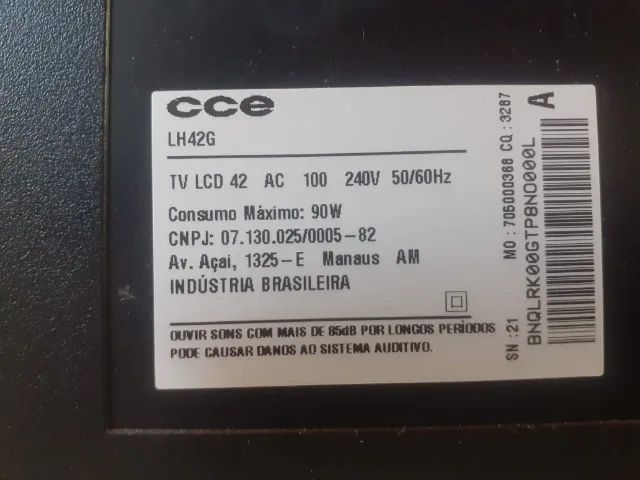 cce
LH42G
TV LCD 42 AC 100 240V 50/60Hz
Consumo Máximo: 90W
CNPJ: 07.130.025/0005-82
Av. Açai, 1325-E Manaus AM
INDÚSTRIA BRASILEIRA
OUVIR SONS COM MAIS DE 85dB POR LONGOS PERÍODOS
PODE CAUSAR DANOS AO SISTEMA AUDITIVO.
SN:21 MO:705000368 CQ:3287
BNQLRK00GTP8ND000L A